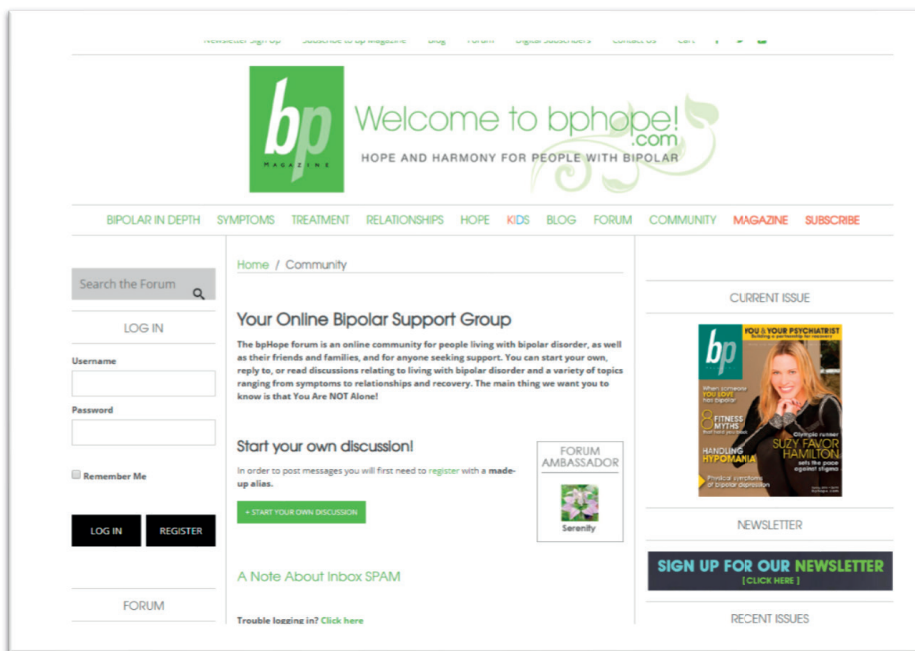 Newsletter Sign Up Subscribe to bp Magazine Blog Forum Digital Subscribers Contact Us Cart
bp
MAGAZINE
Welcome to bphope!
.com
HOPE AND HARMONY FOR PEOPLE WITH BIPOLAR
BIPOLAR IN DEPTH SYMPTOMS TREATMENT RELATIONSHIPS HOPE KIDS BLOG FORUM COMMUNITY MAGAZINE SUBSCRIBE
Search the Forum
LOG IN
Username
Password
Remember Me
LOG IN REGISTER
FORUM
Home / Community
Your Online Bipolar Support Group
The bpHope forum is an online community for people living with bipolar disorder, as well
as their friends and families, and for anyone seeking support. You can start your own,
reply to, or read discussions relating to living with bipolar disorder and a variety of topics
ranging from symptoms to relationships and recovery. The main thing we want you to
know is that You Are NOT Alone!
Start your own discussion!
In order to post messages you will first need to register with a made-
up alias.
+ START YOUR OWN DISCUSSION
FORUM
AMBASSADOR
Serenity
A Note About Inbox SPAM
Trouble logging in? Click here
CURRENT ISSUE
YOU & YOUR PSYCHIATRIST
Building a partnership for recovery
bp
When someone
YOU LOVE
has bipolar
8 FITNESS
MYTHS
HANDLING
HYPOMANIA
Physical symptoms
of bipolar depression
Olympic runner
SUZY FAVOR
HAMILTON
sets the pace
against stigma
NEWSLETTER
SIGN UP FOR OUR NEWSLETTER
[ CLICK HERE ]
RECENT ISSUES